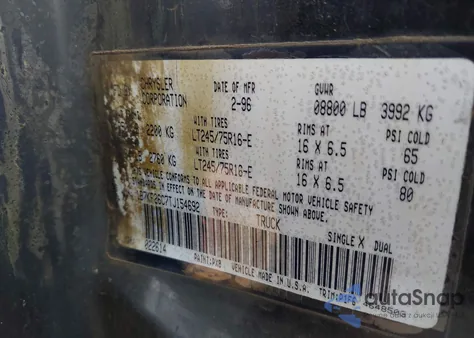 CHRYSLER
CORPORATION
DATE OF MFR
2-96
GVWR
08800 LB 3992 KG
WITH TIRES
RIMS AT
PSI COLD
2200 KG
LT245/75R16-E
16 X 6.5
65
WITH TIRES
RIMS AT
PSI COLD
2760 KG
LT245/75R16-E
16 X 6.5
80
VEHICLE CONFORMS TO ALL APPLICABLE FEDERAL MOTOR VEHICLE SAFETY
IN EFFECT ON THE DATE OF MANUFACTURE SHOWN ABOVE.
TYPE:
TRUCK
SINGLE X DUAL
022614
PAINT: PX8
VEHICLE MADE IN U.S.A.
TRIM:
autoSnap